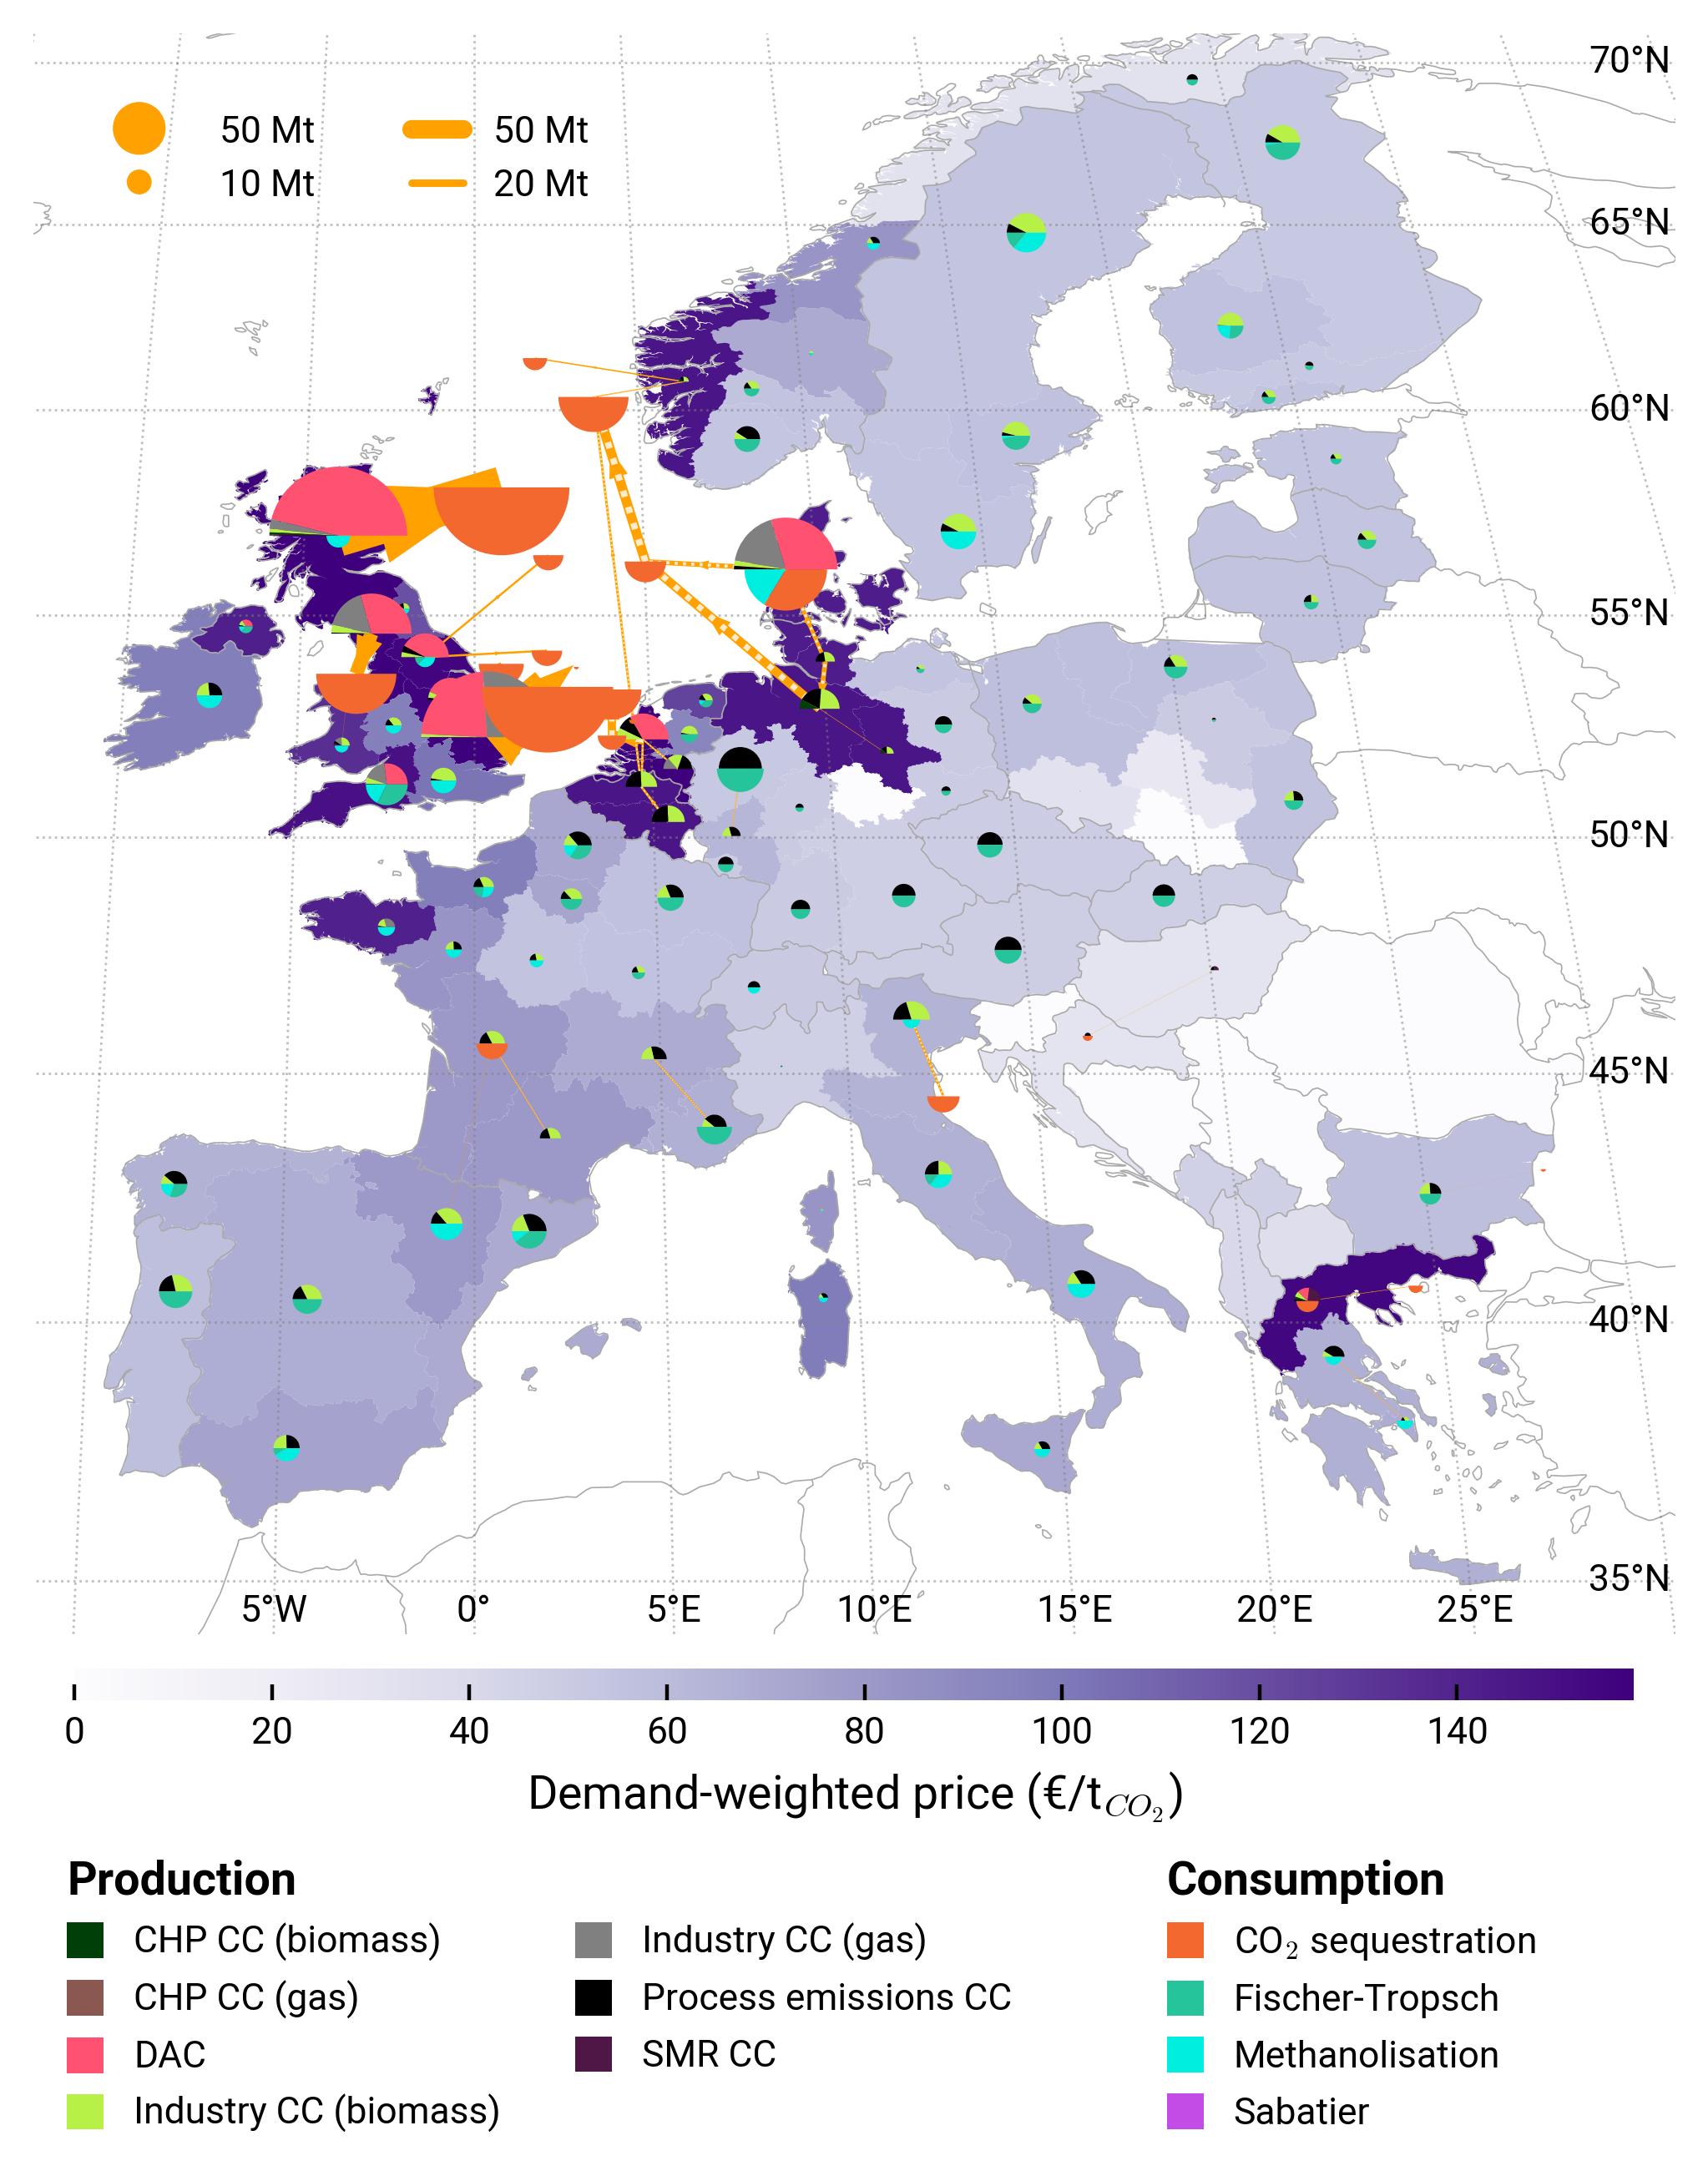 70°N
50 Mt 50 Mt
10 Mt 20 Mt
65°N
60°N
55°N
50°N
45°N
40°N
35°N
5°W 0° 5°E 10°E 15°E 20°E 25°E
0 20 40 60 80 100 120 140
Demand-weighted price (€/t_{CO_2})
Production Consumption
CHP CC (biomass) Industry CC (gas) CO₂ sequestration
CHP CC (gas) Process emissions CC Fischer-Tropsch
DAC SMR CC Methanolisation
Industry CC (biomass) Sabatier